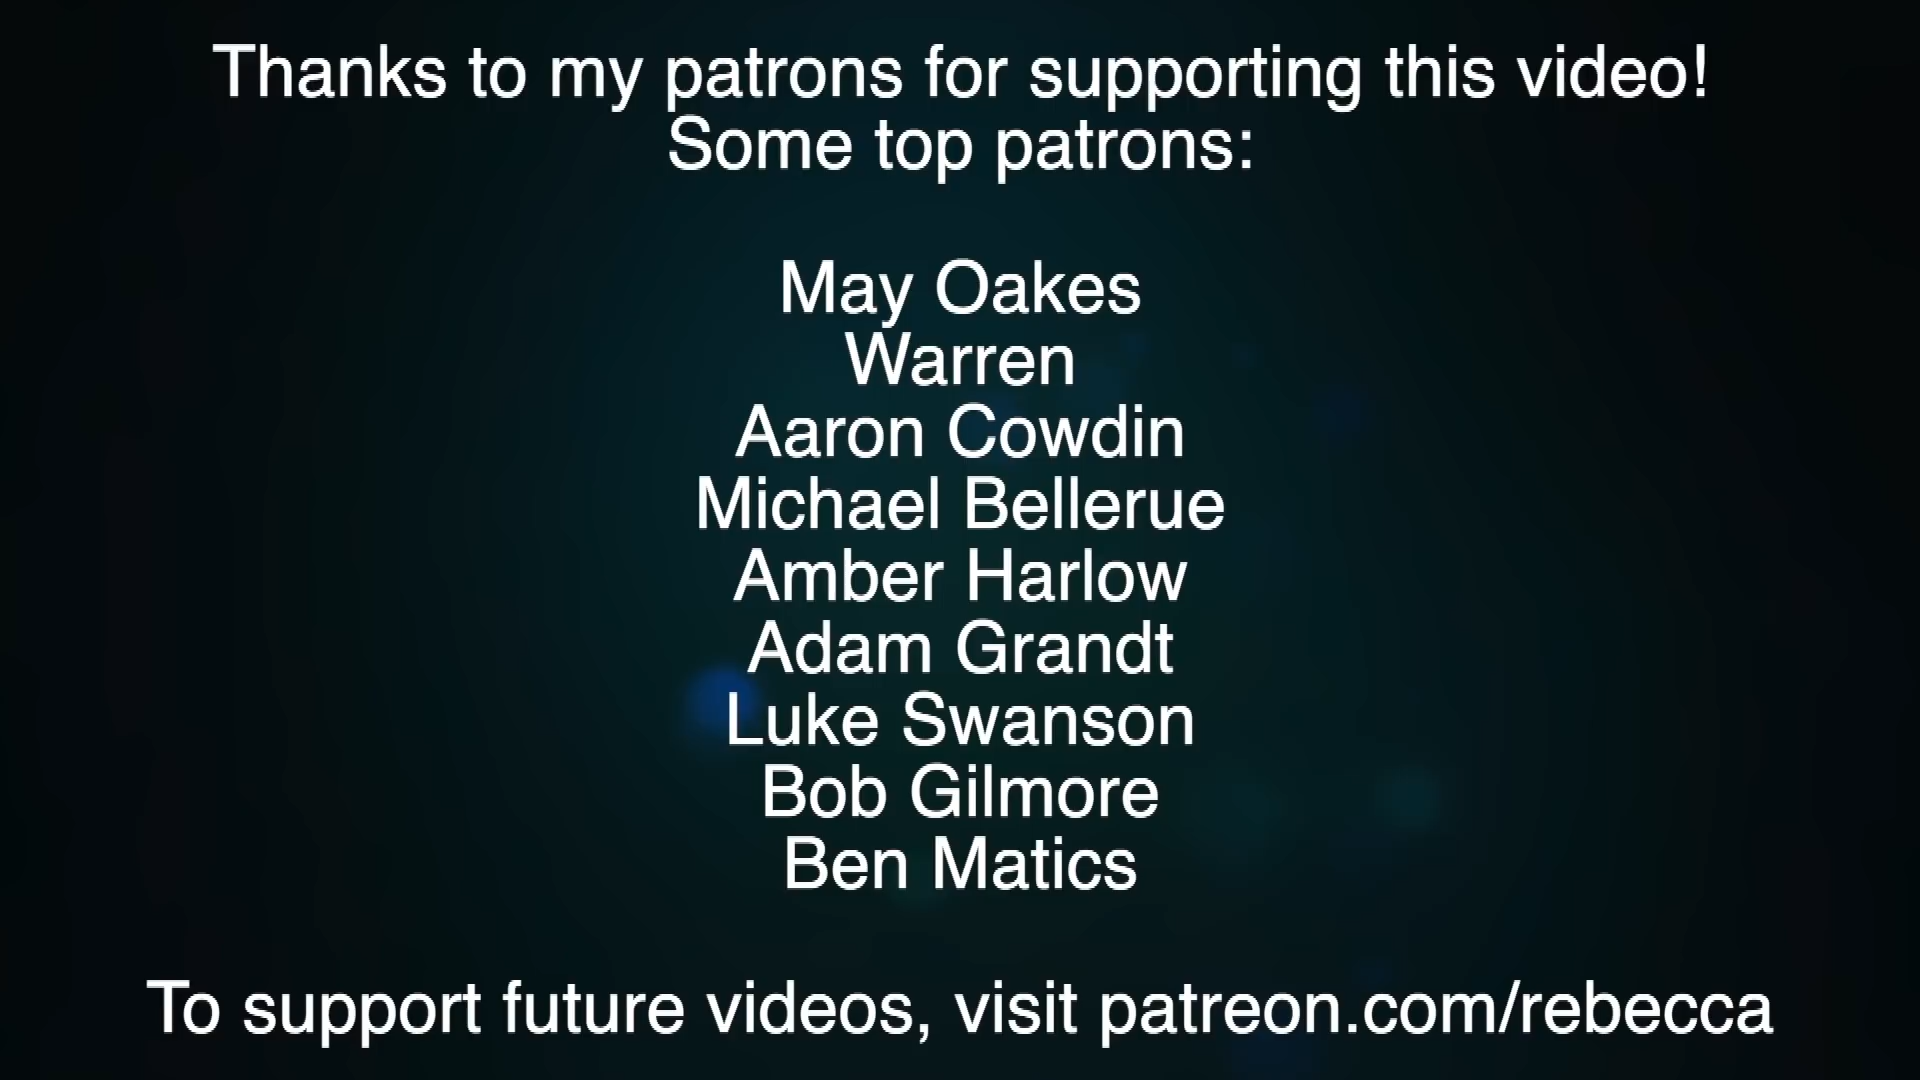 Thanks to my patrons for supporting this video!
Some top patrons:
May Oakes
Warren
Aaron Cowdin
Michael Bellerue
Amber Harlow
Adam Grandt
Luke Swanson
Bob Gilmore
Ben Matics
To support future videos, visit patreon.com/rebecca